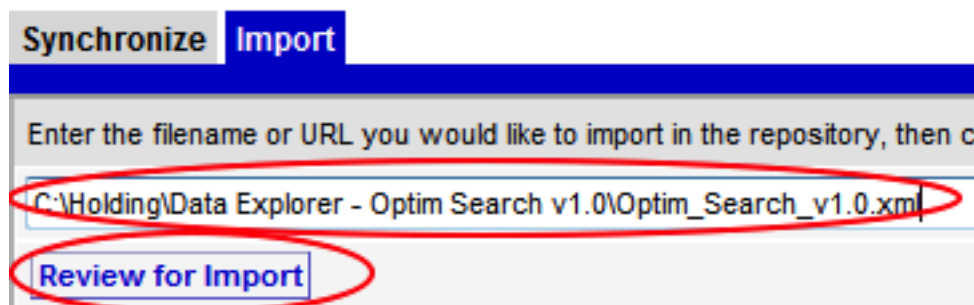 Synchronize Import
Enter the filename or URL you would like to import in the repository, then c
C:\Holding\Data Explorer - Optim Search v1.0\Optim_Search_v1.0.xml
Review for Import